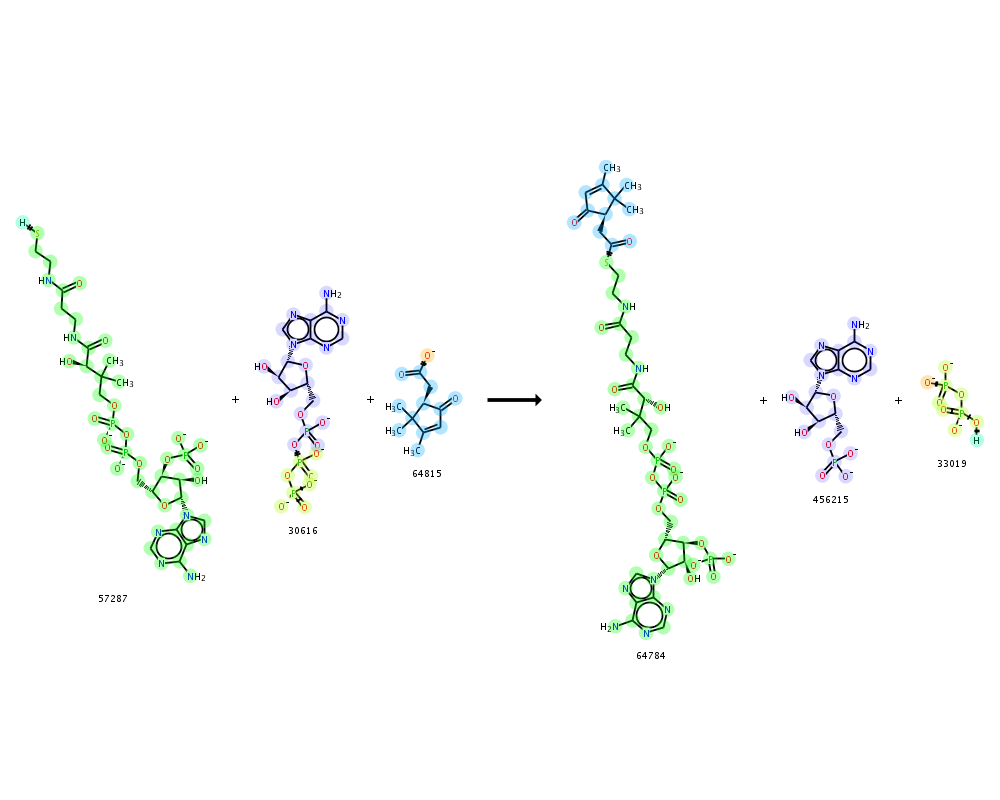 H
S
HN
O
HN
O
HO
CH3
CH3
O
O
P
O-
O
O
P
O-
O
O-
P
O-
O
O
OH
O
N
N
N
N
NH2
57287
+
NH2
N
N
N
N
HO
O
HO
O
P
O-
O
O
P
O-
O
O
P
O-
O-
O
30616
+
O-
O
O
H3C
H3C
H3C
64815
CH3
CH3
CH3
O
O
S
NH
O
NH
O
OH
H3C
H3C
O
P
O-
O
O
P
O-
O
O
O
O
P
O-
O-
O
OH
N
N
N
N
H2N
64784
+
NH2
N
N
N
N
HO
O
HO
O
P
O-
O
O-
456215
+
O-
O-
P
O
O
O
P
O
O-
H
33019